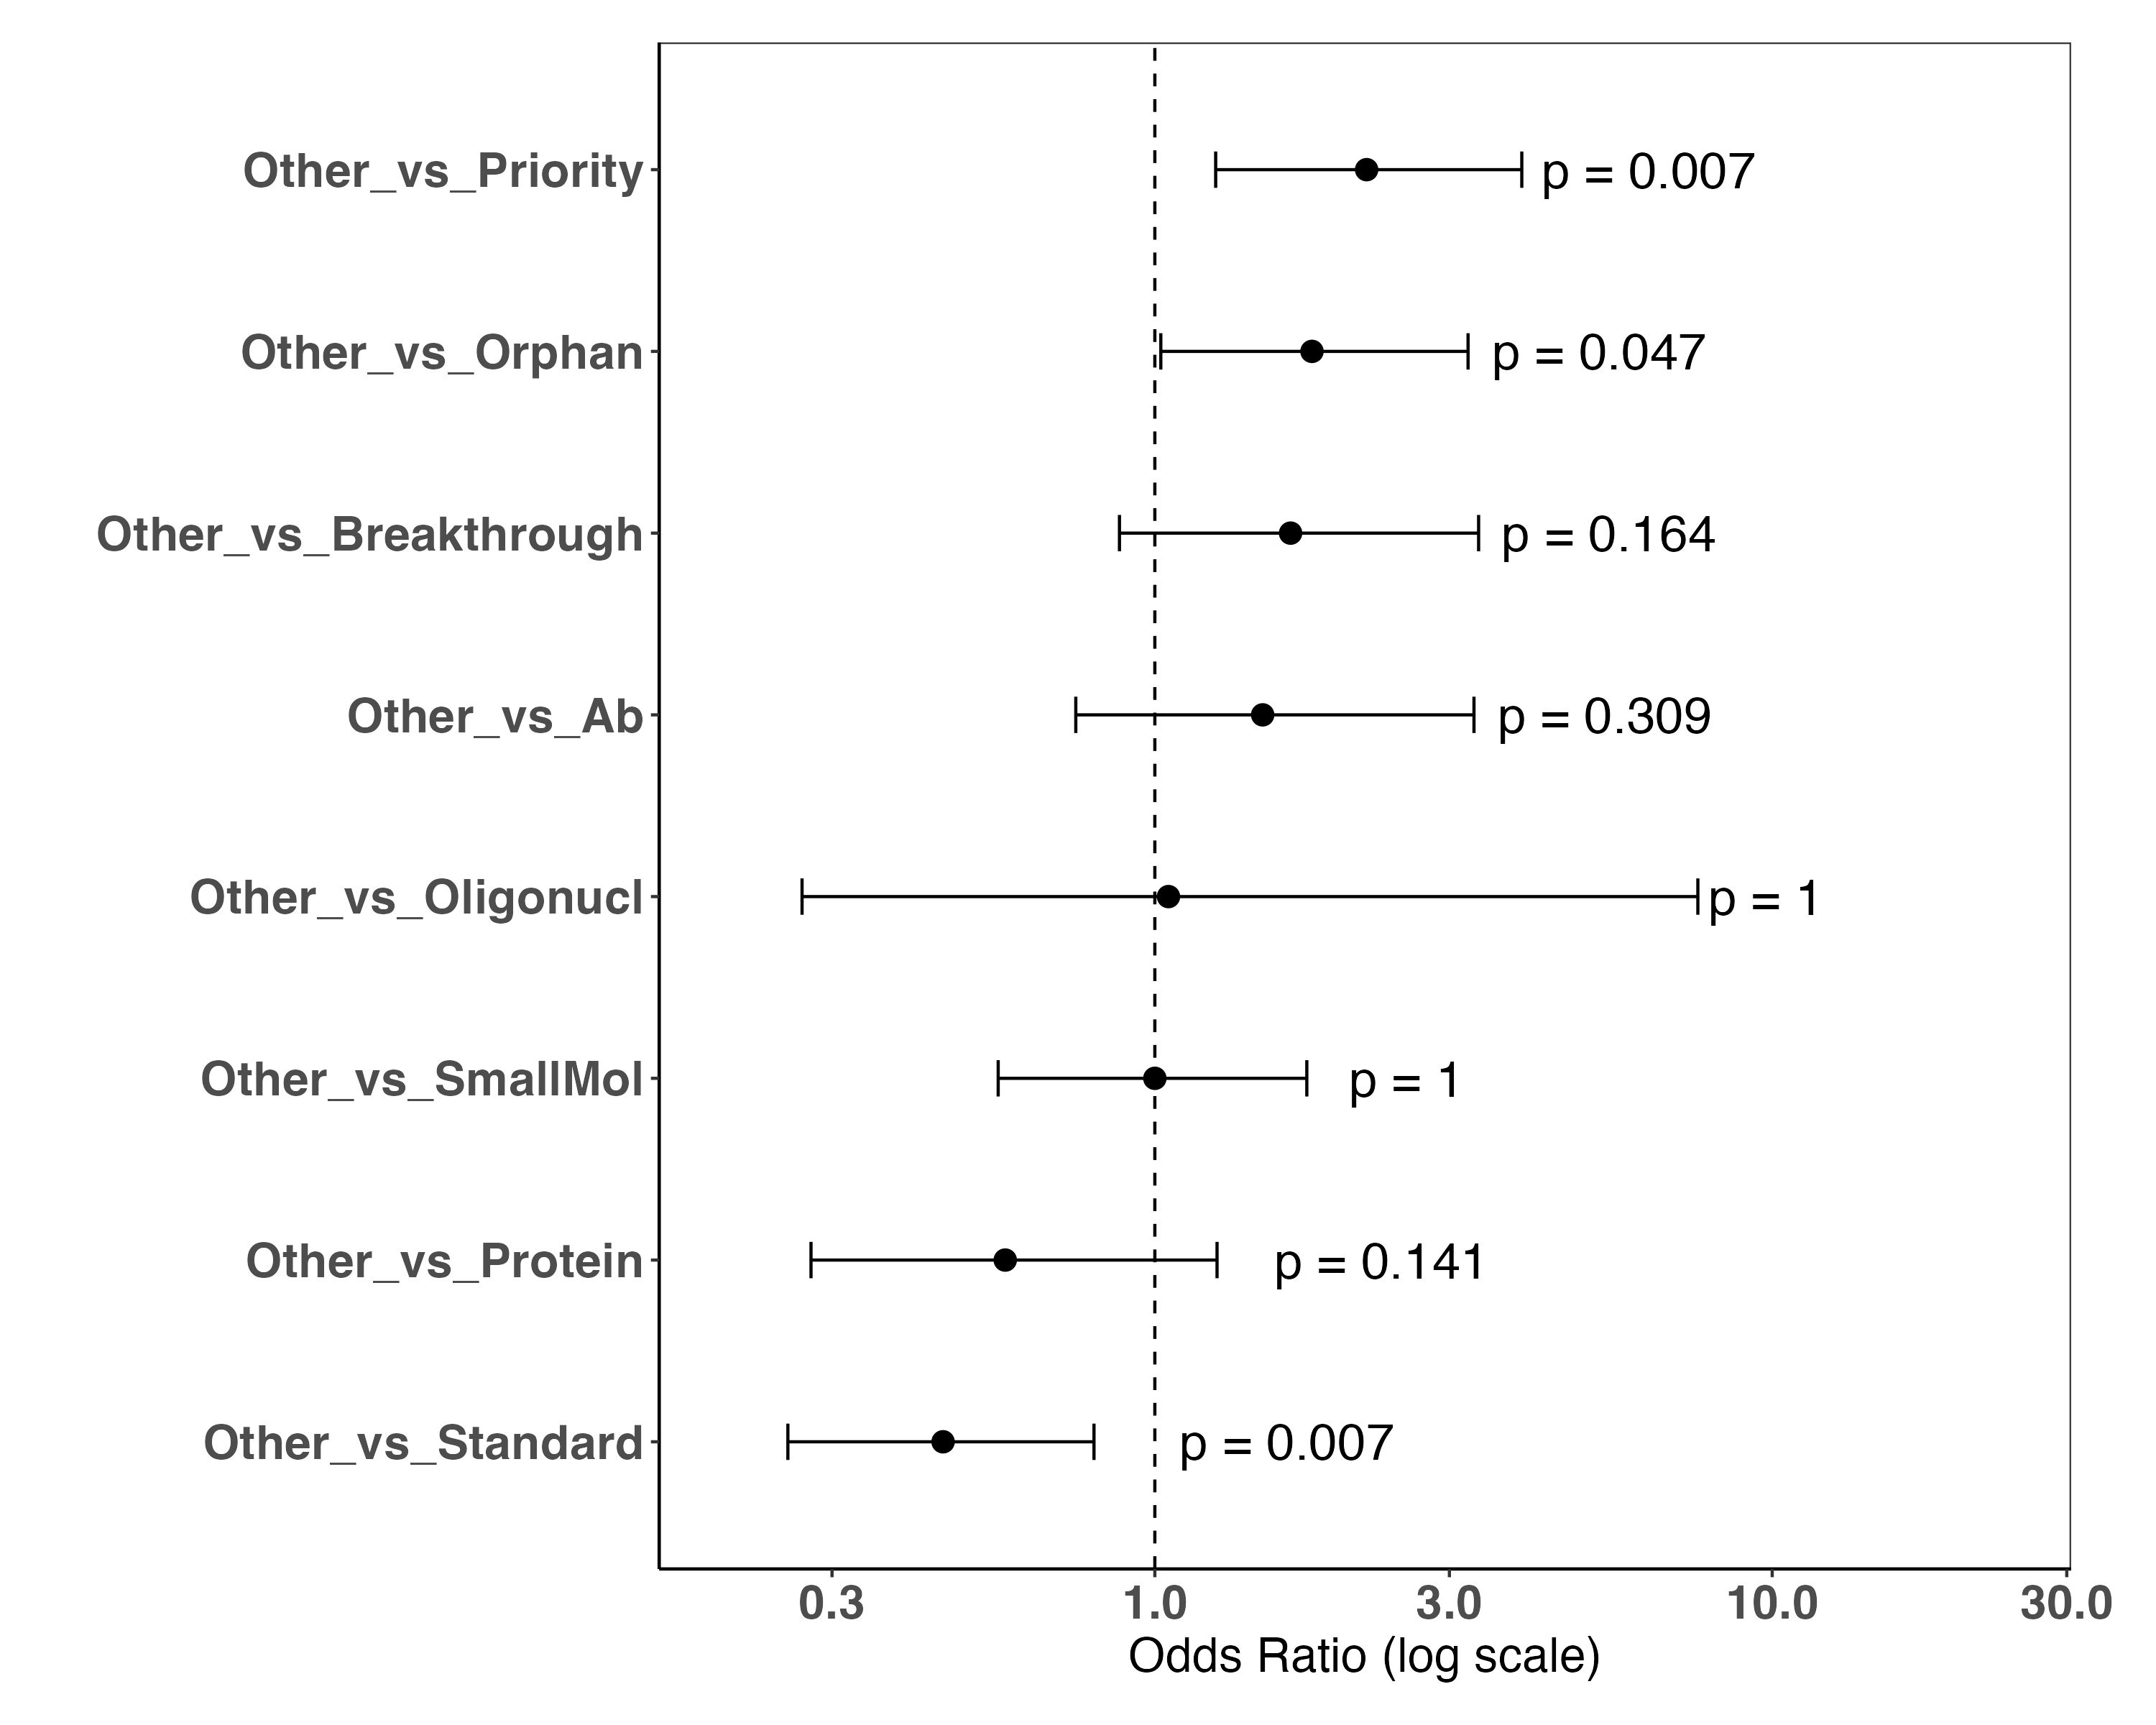 Other_vs_Priority
p = 0.007
Other_vs_Orphan
p = 0.047
Other_vs_Breakthrough
p = 0.164
Other_vs_Ab
p = 0.309
Other_vs_Oligonucl
p = 1
Other_vs_SmallMol
p = 1
Other_vs_Protein
p = 0.141
Other_vs_Standard
p = 0.007
0.3 1.0 3.0 10.0 30.0
Odds Ratio (log scale)